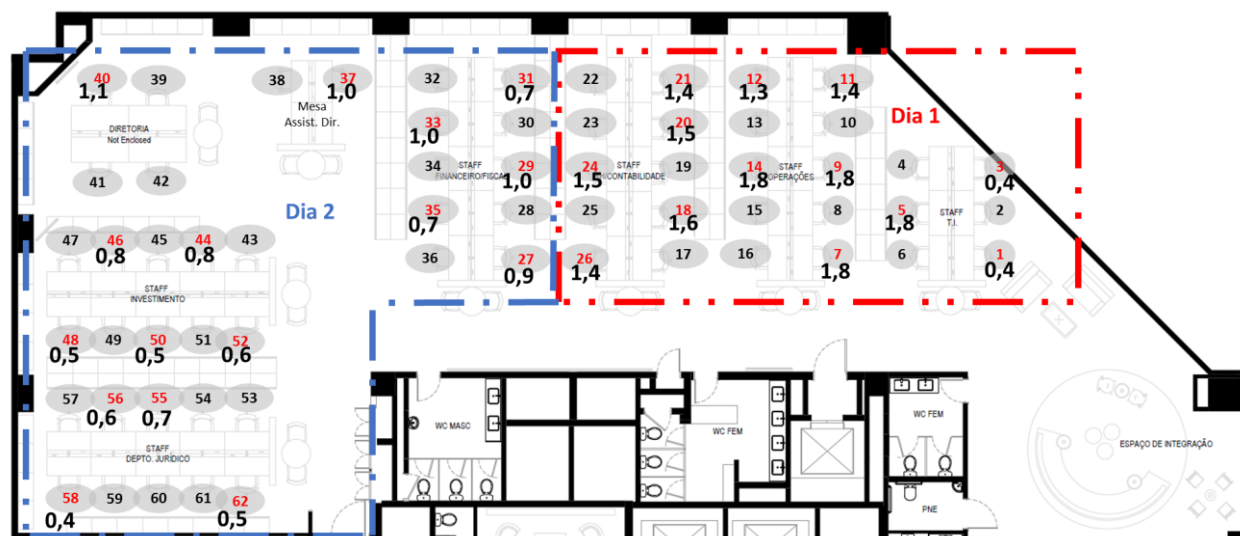 40 39 38 37 32 31 22 21 12 11
1,1 1,0 0,7 1,4 1,3 1,4
Mesa
Assist. Dir.
33 30 23 20 13 10
Dia 1
1,0 1,5
DIRETORIA
Not Enclosed
34 29 24 19 14 9 4 3
STAFF
FINANCEIRO/FISCAL
STAFF
H/CONTABILIDADE
STAFF
OPERAÇÕES
1,0 1,5 1,8 1,8 0,4
41 42
Dia 2
35 28 25 18 15 8 5 2
STAFF
T.I.
0,7 1,6 1,8
47 46 45 44 43
0,8 0,8
36 27 26 17 16 7 6 1
0,9 1,4 1,8 0,4
STAFF
INVESTIMENTO
48 49 50 51 52
0,5 0,5 0,6
57 56 55 54 53
0,6 0,7
STAFF
DEPTO. JURÍDICO
58 59 60 61 62
0,4 0,5
WC MASC
WC FEM
WC FEM
ESPAÇO DE INTEGRAÇÃO
PNE